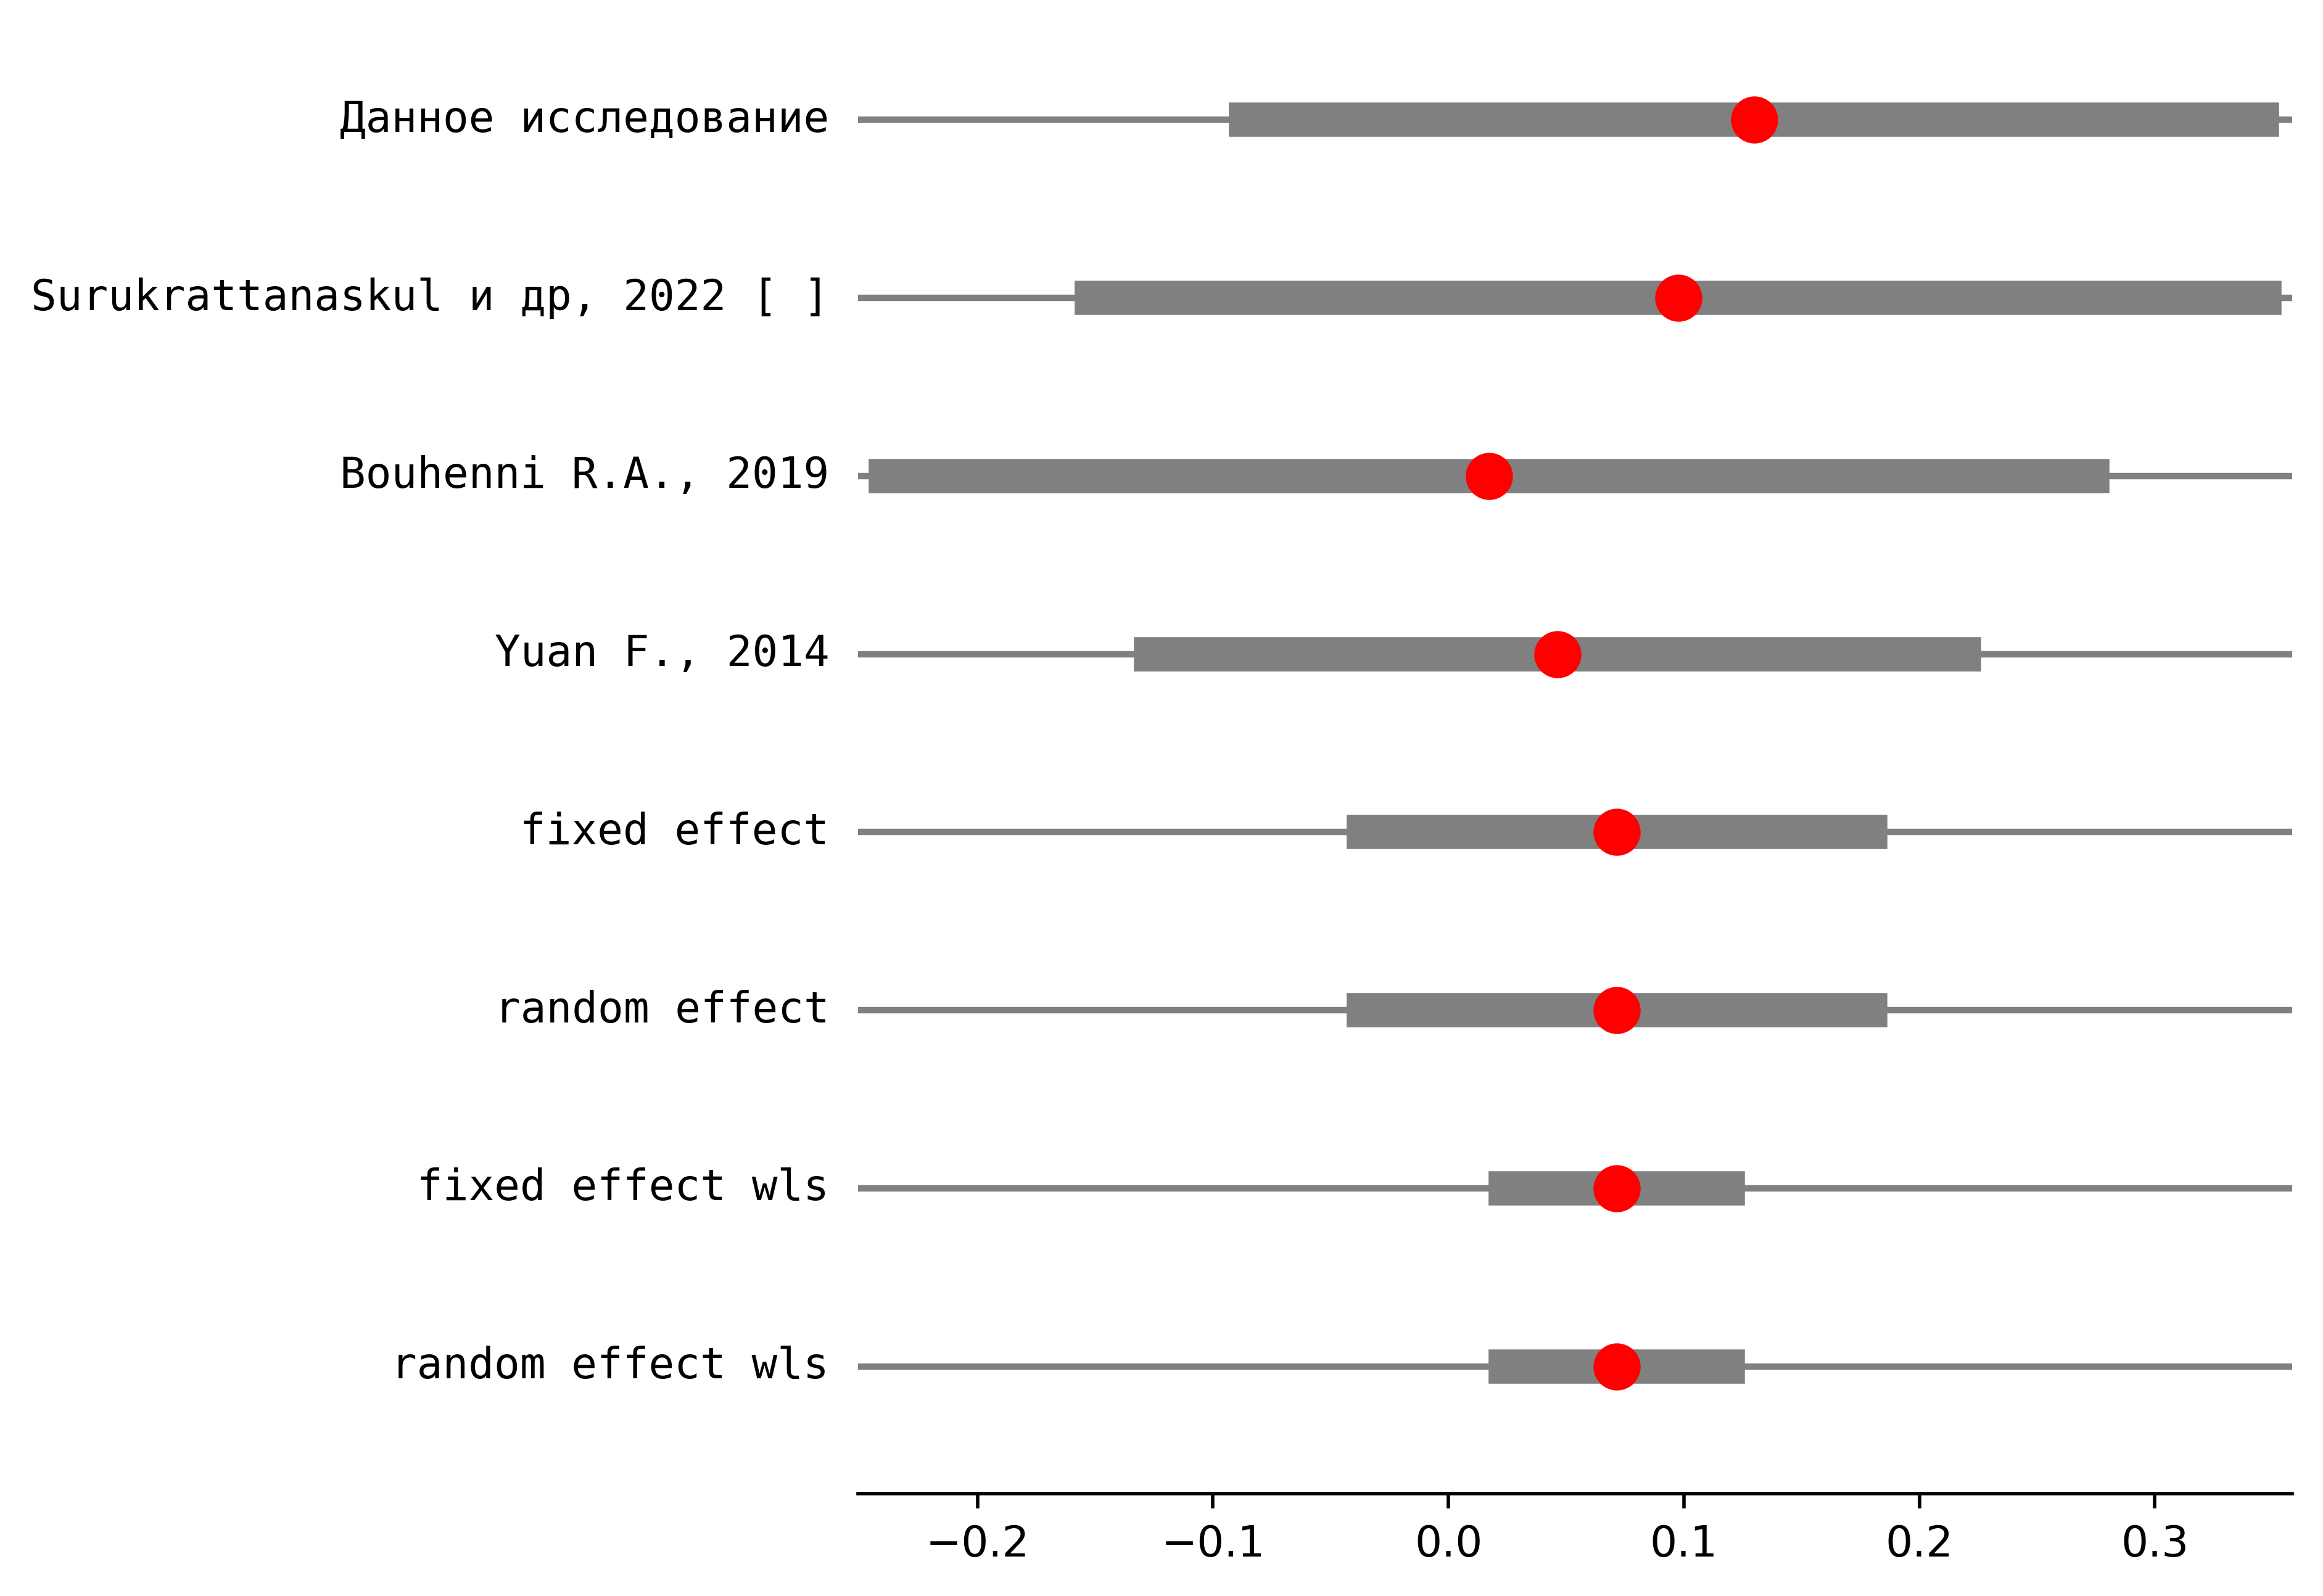 Данное исследование
Surukrattanaskul и др, 2022 [ ]
Bouhenni R.A., 2019
Yuan F., 2014
fixed effect
random effect
fixed effect wls
random effect wls
−0.2 −0.1 0.0 0.1 0.2 0.3